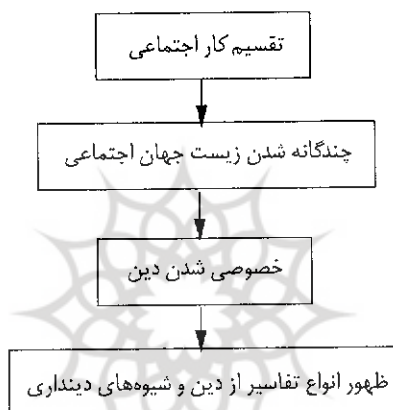 تقسیم کار اجتماعی
چندگانه شدن زیست جهان اجتماعی
خصوصی شدن دین
ظهور انواع تفاسیر از دین و شیوه‌های دینداری